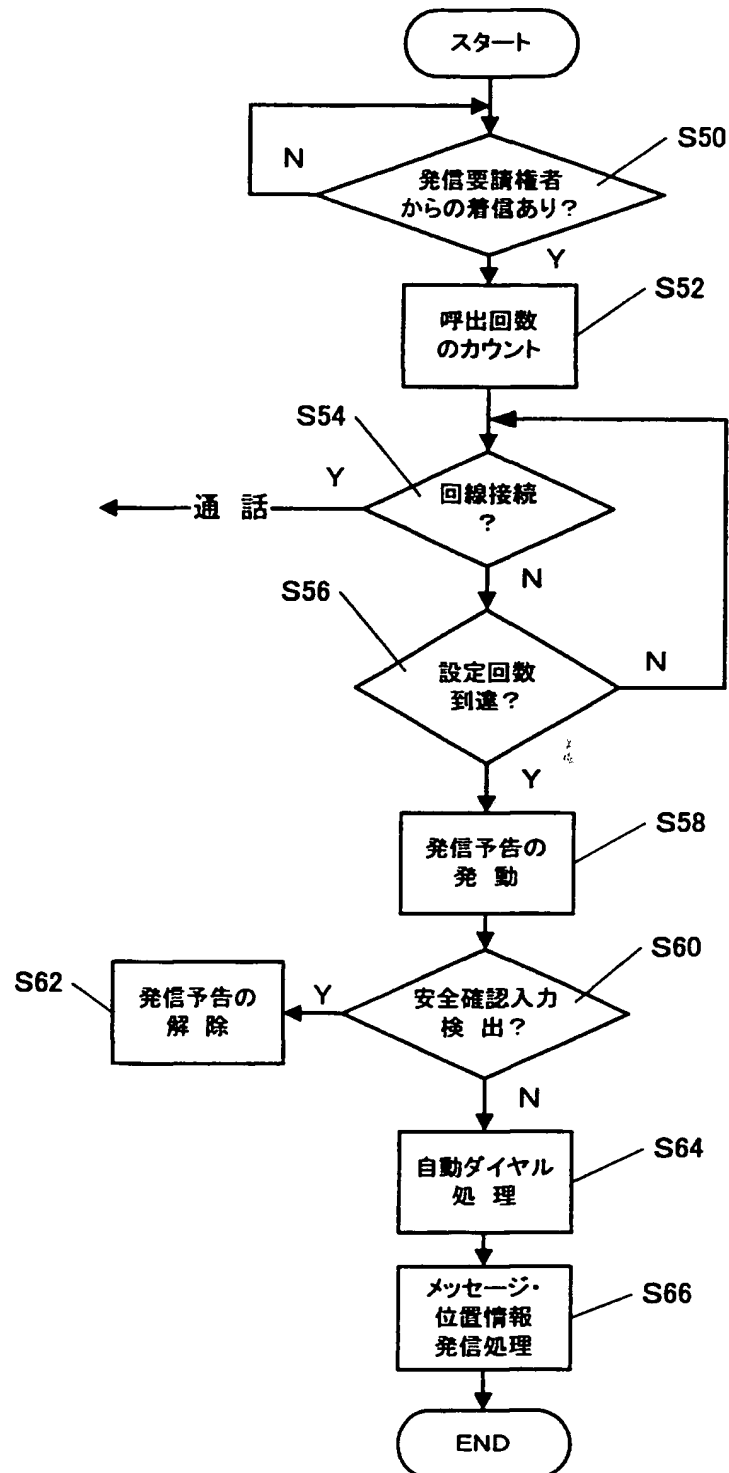 スタート
S50
N
発信要請権者
からの着信あり？
Y
S52
呼出回数
のカウント
S54
Y
回線接続
？
通 話
N
S56
設定回数
到達？
N
Y
S58
発信予告の
発 動
S60
S62
発信予告の
解 除
Y
安全確認入力
検 出？
N
S64
自動ダイヤル
処 理
S66
メッセージ・
位置情報
発信処理
END